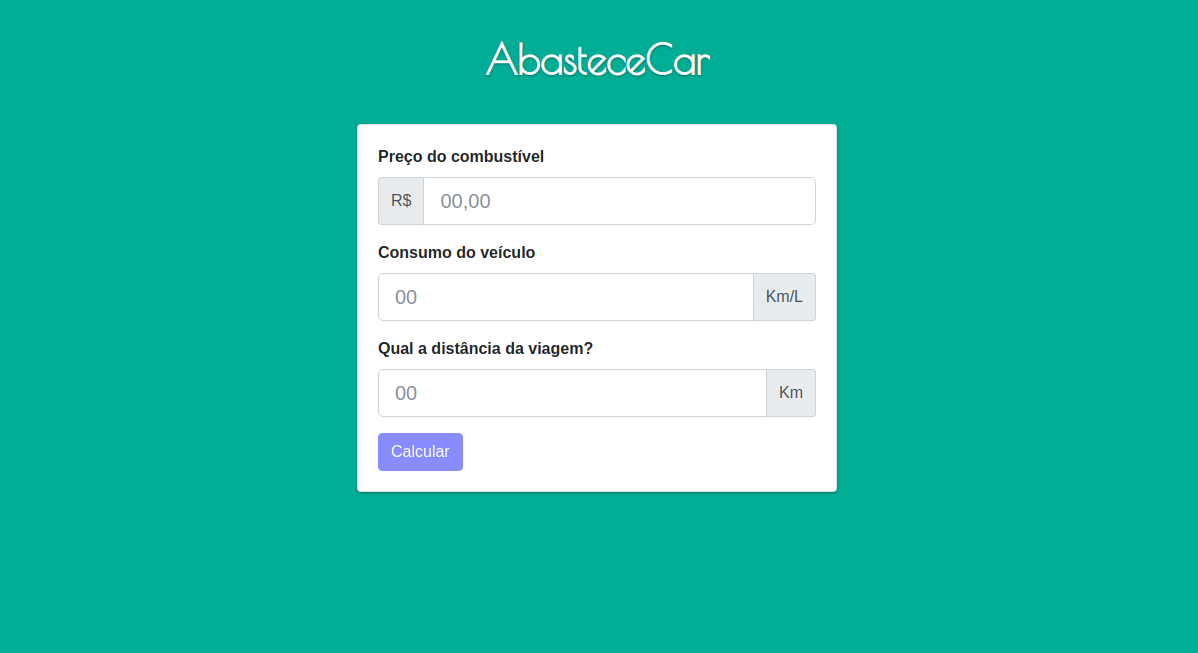 AbasteceCar
Preço do combustível
R$ 00,00
Consumo do veículo
00 Km/L
Qual a distância da viagem?
00 Km
Calcular